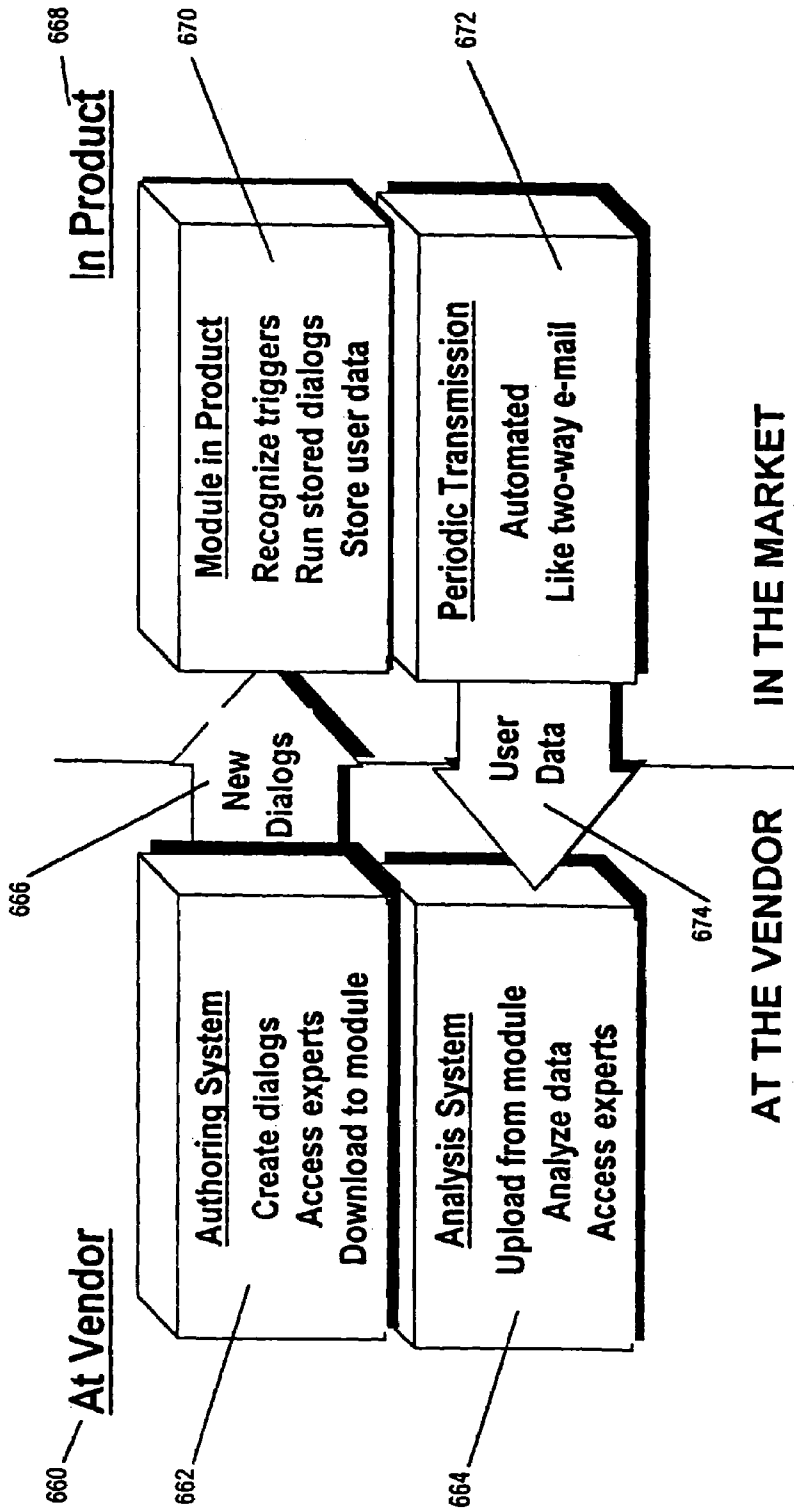 660
At Vendor
662
Authoring System
Create dialogs
Access experts
Download to module
664
Analysis System
Upload from module
Analyze data
Access experts
666
New
Dialogs
User
Data
674
In Product
668
670
Module in Product
Recognize triggers
Run stored dialogs
Store user data
672
Periodic Transmission
Automated
Like two-way e-mail
AT THE VENDOR
IN THE MARKET